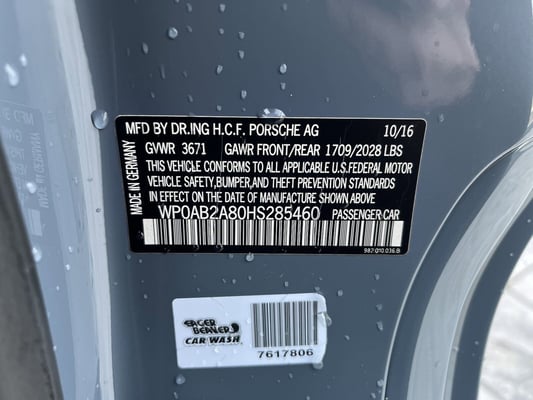 MFD BY DR.ING H.C.F. PORSCHE AG 10/16
GVWR 3671 GAWR FRONT/REAR 1709/2028 LBS
THIS VEHICLE CONFORMS TO ALL APPLICABLE U.S.FEDERAL MOTOR
VEHICLE SAFETY,BUMPER,AND THEFT PREVENTION STANDARDS
IN EFFECT ON THE DATE OF MANUFACTURE SHOWN ABOVE
WP0AB2A80HS285460 PASSENGER CAR
MADE IN GERMANY
982 010 036 B
EAGER
BEAVER
CAR WASH
7617806